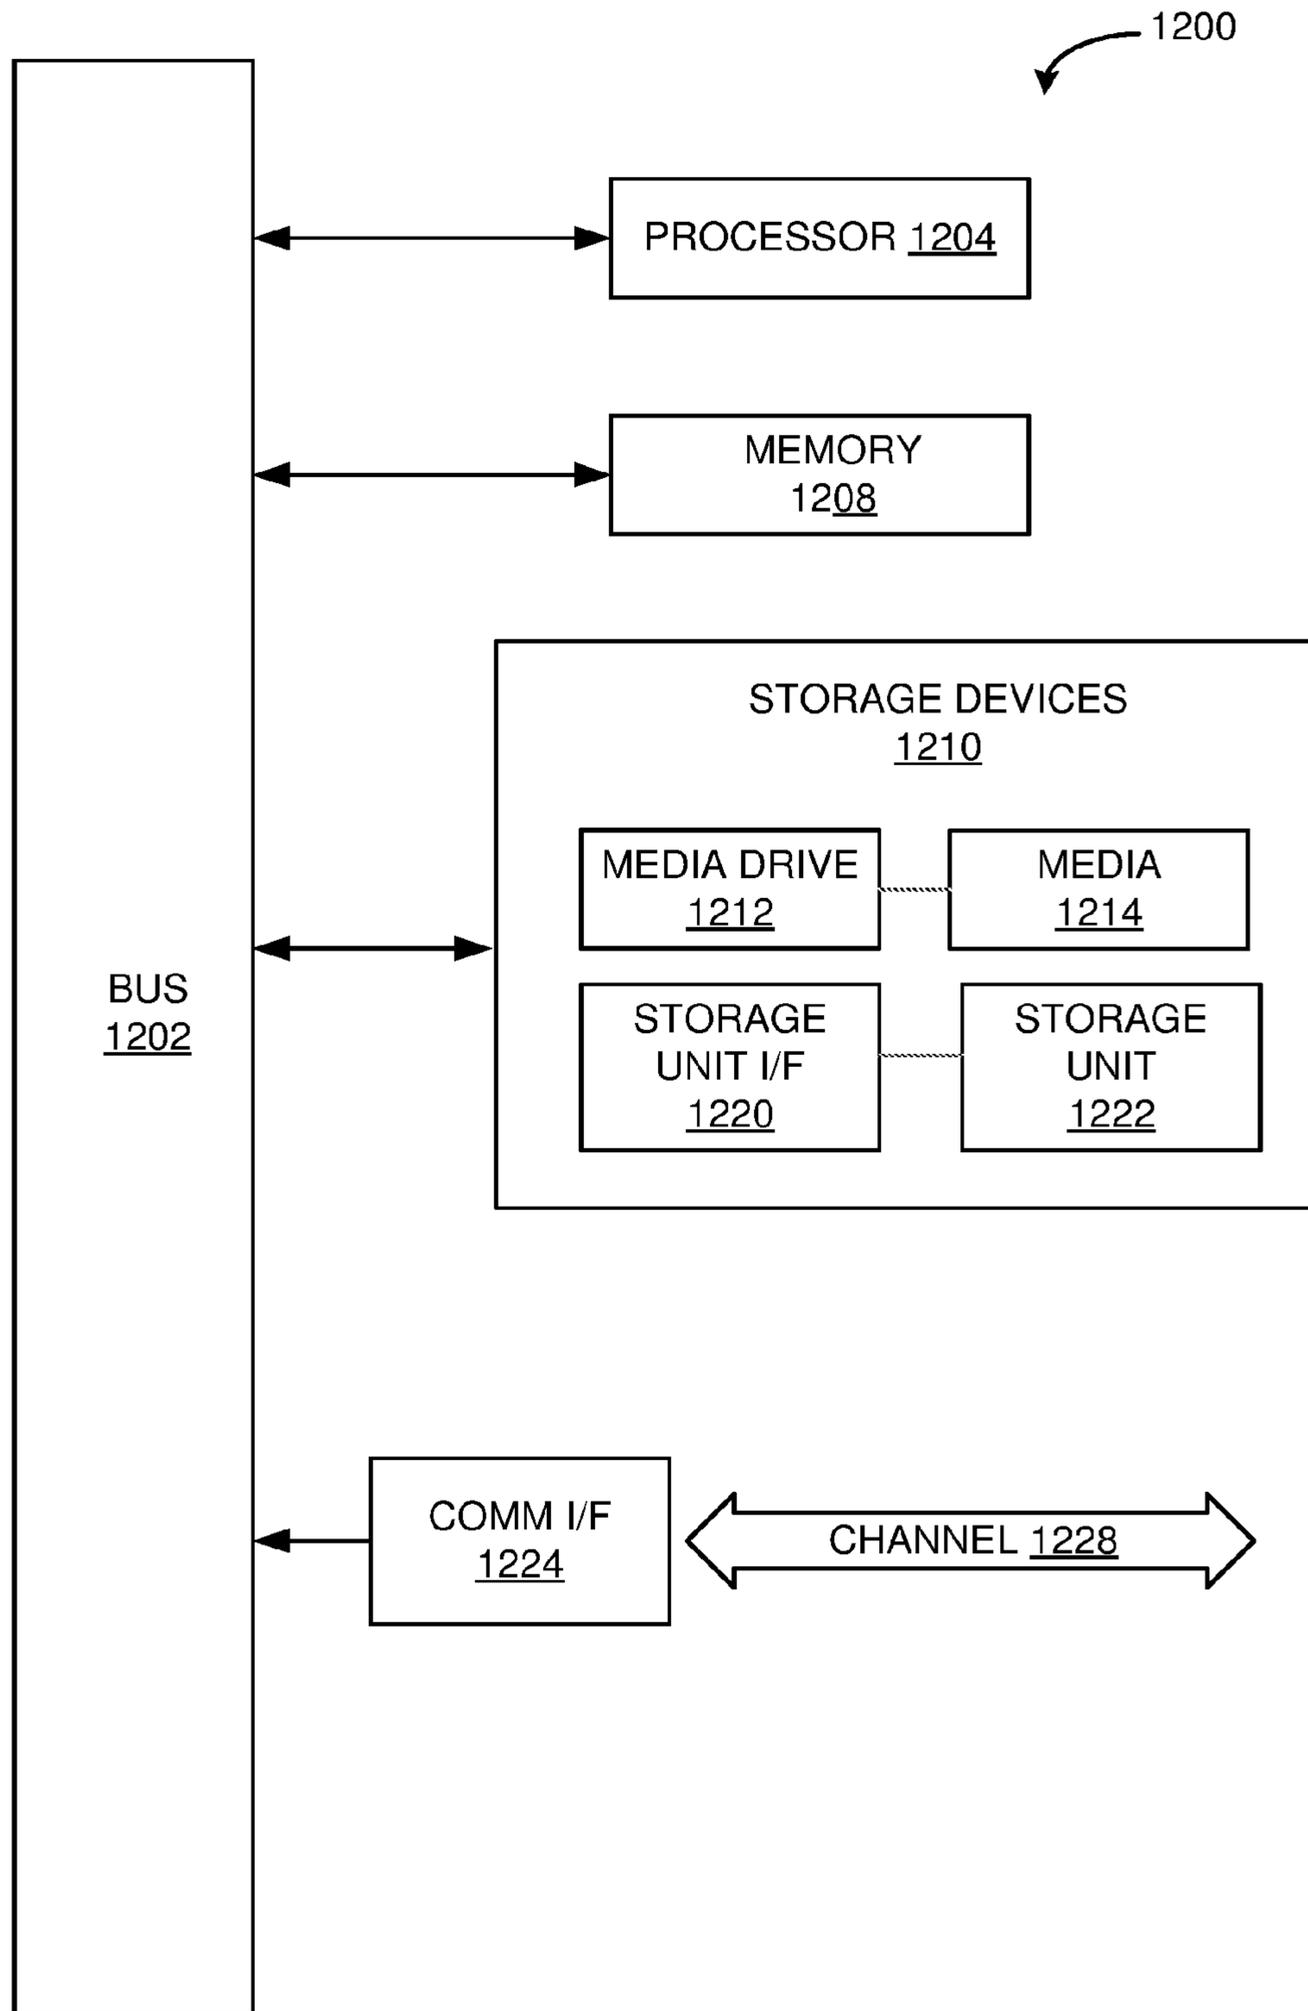 1200
PROCESSOR 1204
MEMORY
1208
STORAGE DEVICES
1210
MEDIA DRIVE
1212
MEDIA
1214
STORAGE
UNIT I/F
1220
STORAGE
UNIT
1222
BUS
1202
COMM I/F
1224
CHANNEL 1228